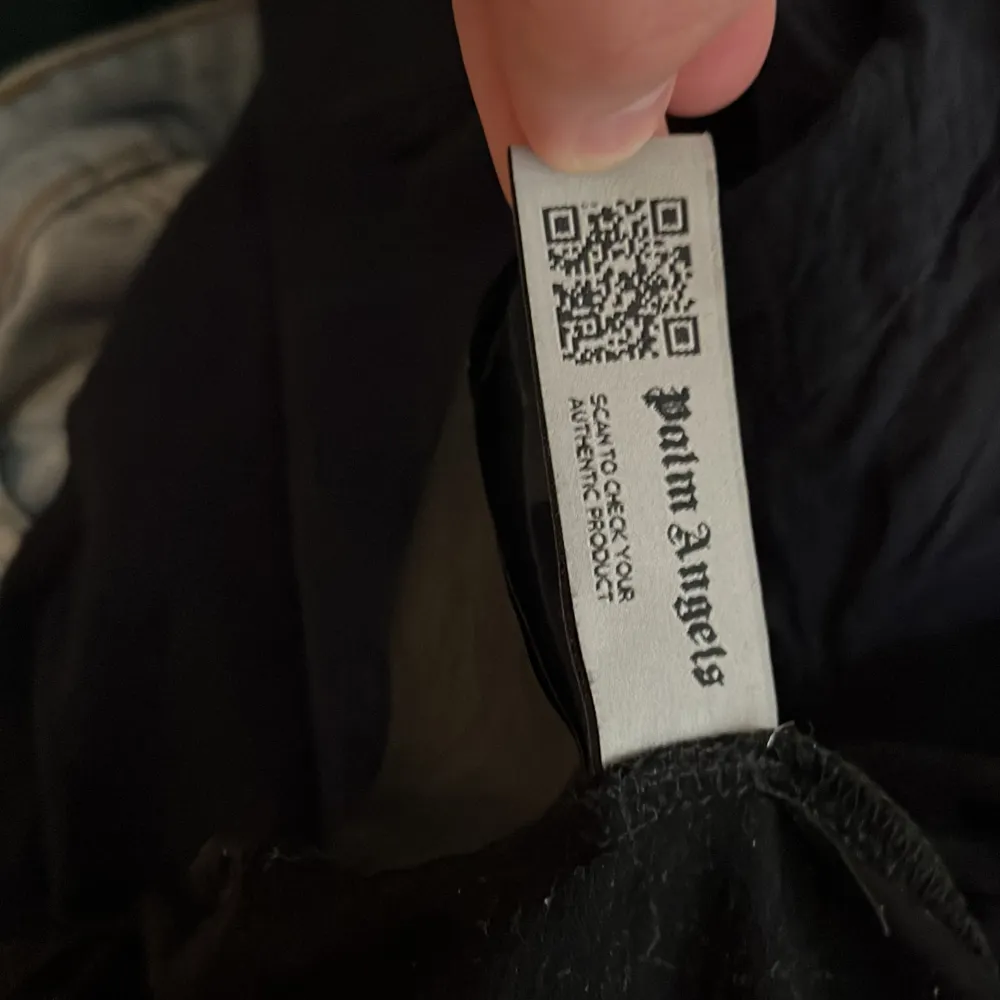 Palm Angels
SCAN TO CHECK YOUR
AUTHENTIC PRODUCT